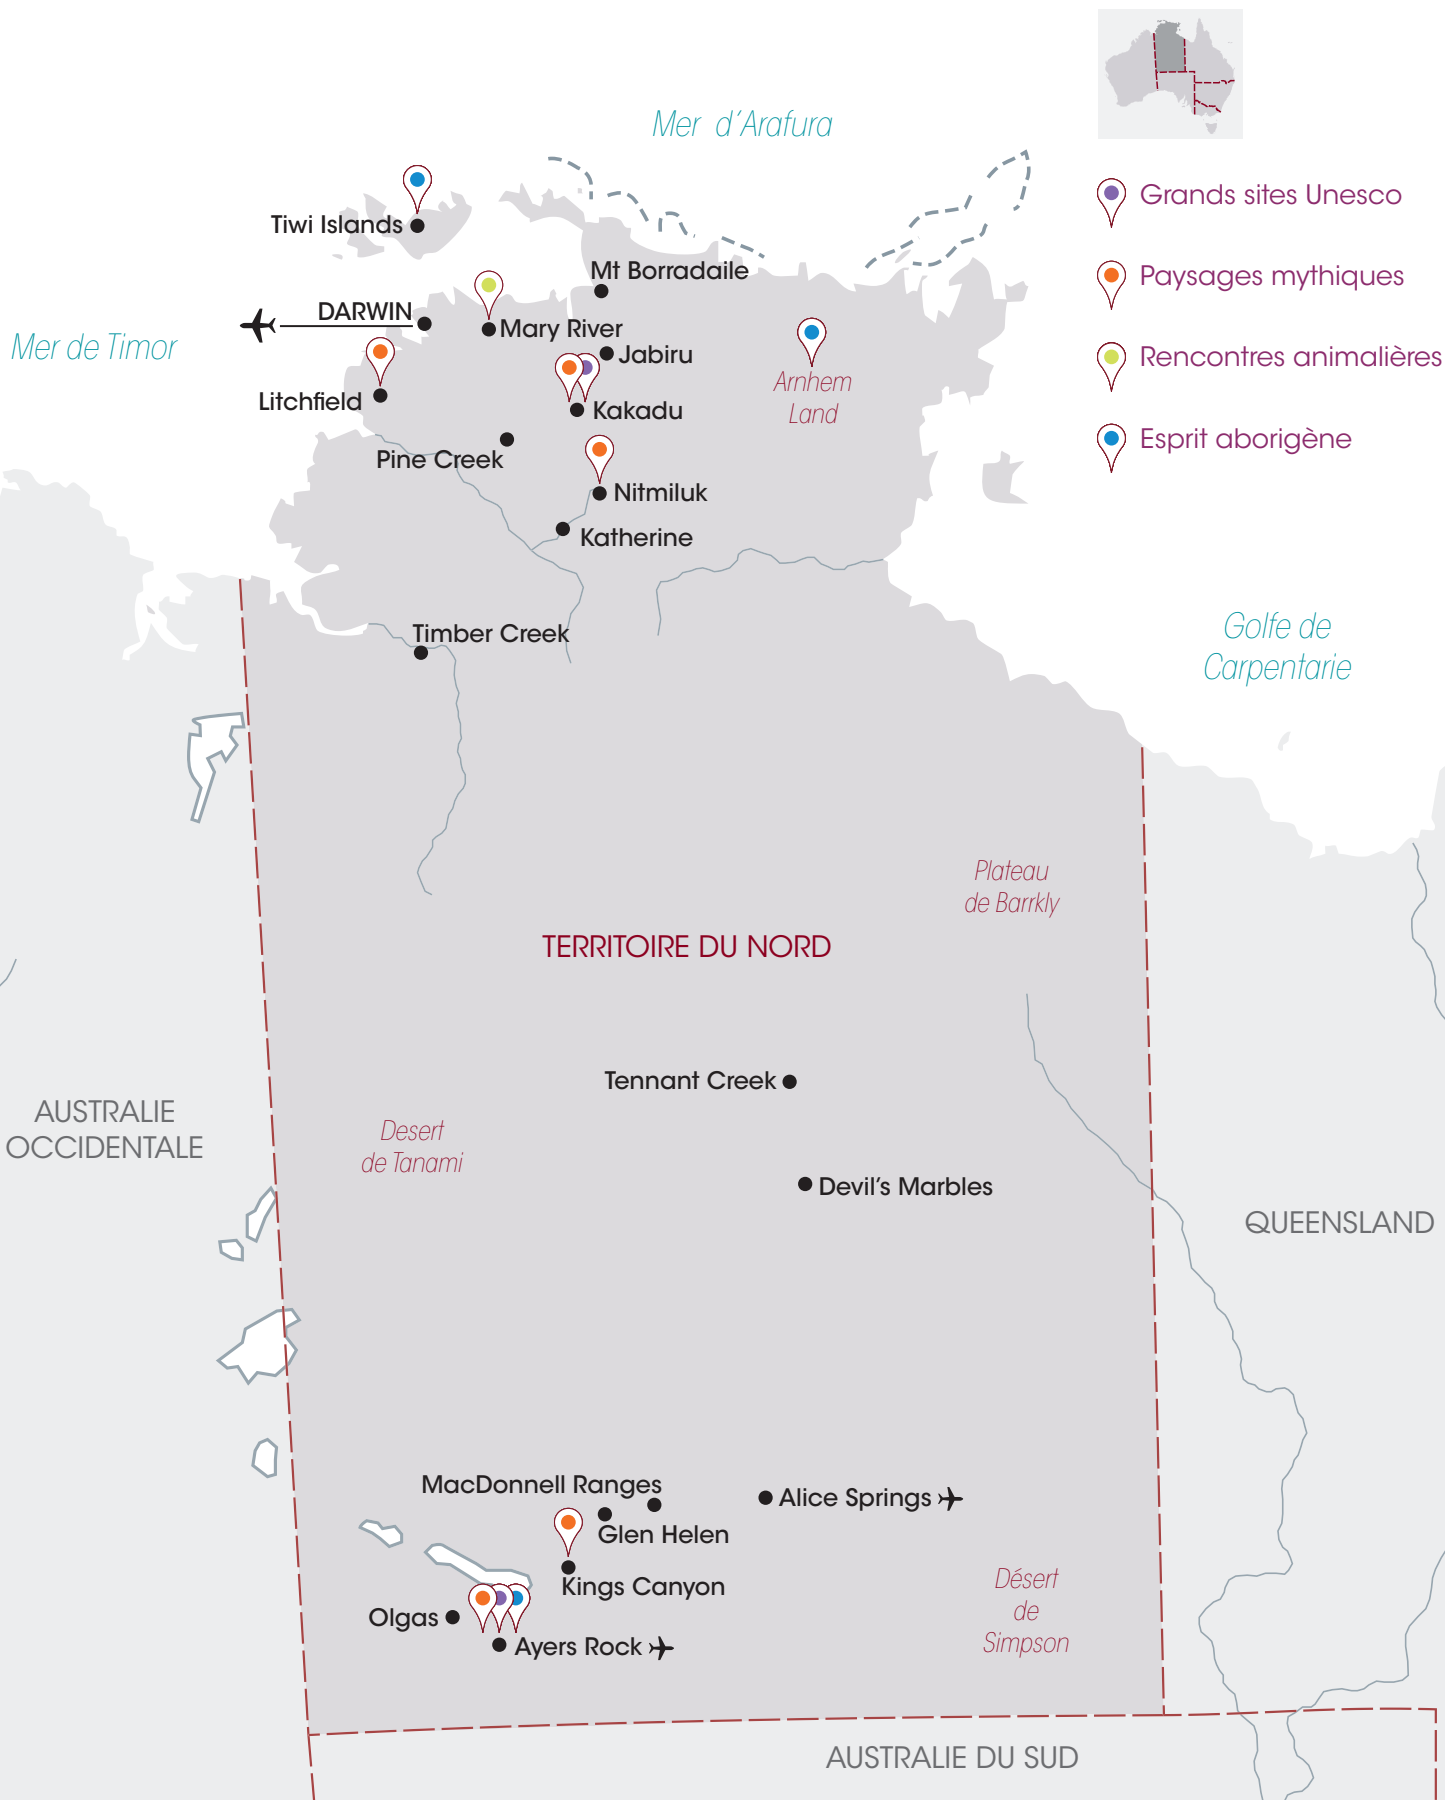 Mer d'Arafura
Grands sites Unesco
Tiwi Islands
Mt Borradaile
Paysages mythiques
DARWIN
Mary River
Mer de Timor
Jabiru
Rencontres animalières
Arnhem
Land
Litchfield
Kakadu
Esprit aborigène
Pine Creek
Nitmiluk
Katherine
Timber Creek
Golfe de
Carpentarie
Plateau
de Barrkly
TERRITOIRE DU NORD
Tennant Creek
AUSTRALIE
OCCIDENTALE
Desert
de Tanami
Devil's Marbles
QUEENSLAND
MacDonnell Ranges
Alice Springs
Glen Helen
Kings Canyon
Désert
de
Simpson
Olgas
Ayers Rock
AUSTRALIE DU SUD